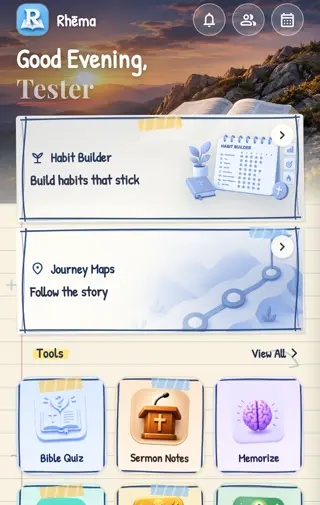 Rhēma
Good Evening,
Tester
Habit Builder
Build habits that stick
HABIT BUILDER
Journey Maps
Follow the story
Tools
View All
Bible Quiz
Sermon Notes
Memorize